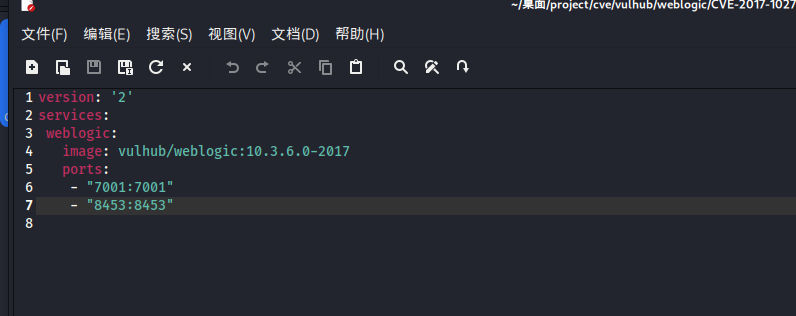 ~/桌面/project/cve/vulhub/weblogic/CVE-2017-1027
文件(F) 编辑(E) 搜索(S) 视图(V) 文档(D) 帮助(H)
1 version: '2'
2 services:
3  weblogic:
4    image: vulhub/weblogic:10.3.6.0-2017
5    ports:
6     - "7001:7001"
7     - "8453:8453"
8